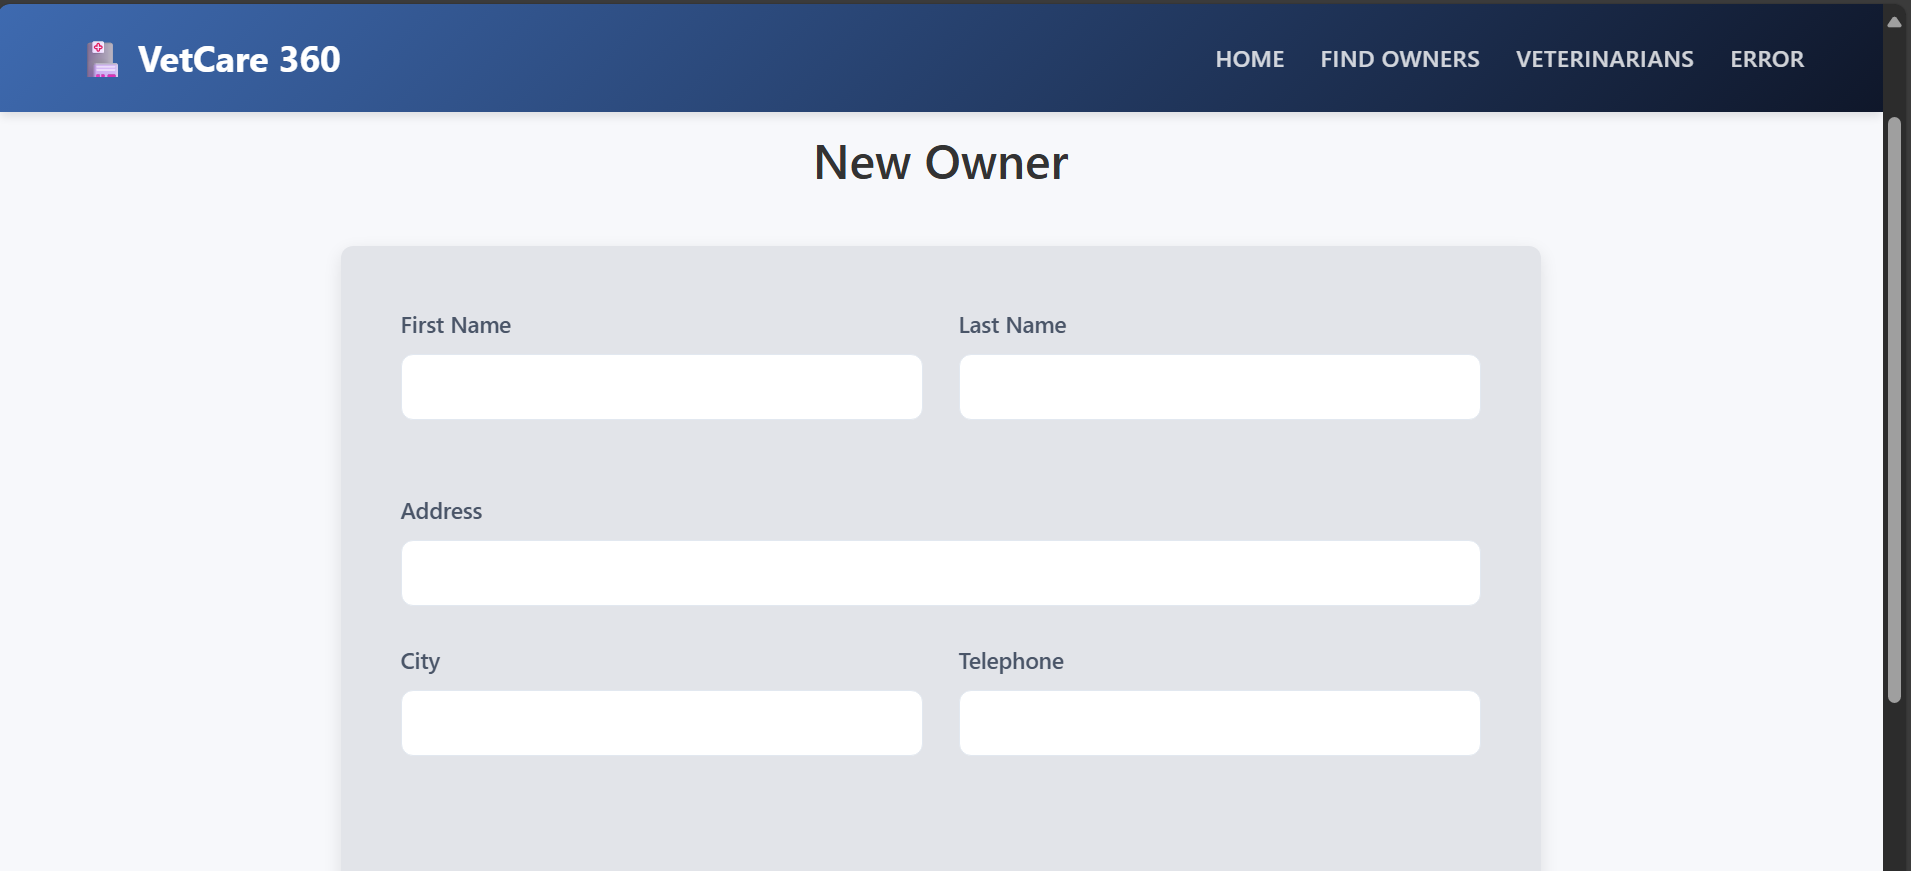 VetCare 360
HOME FIND OWNERS VETERINARIANS ERROR
New Owner
First Name Last Name
Address
City Telephone